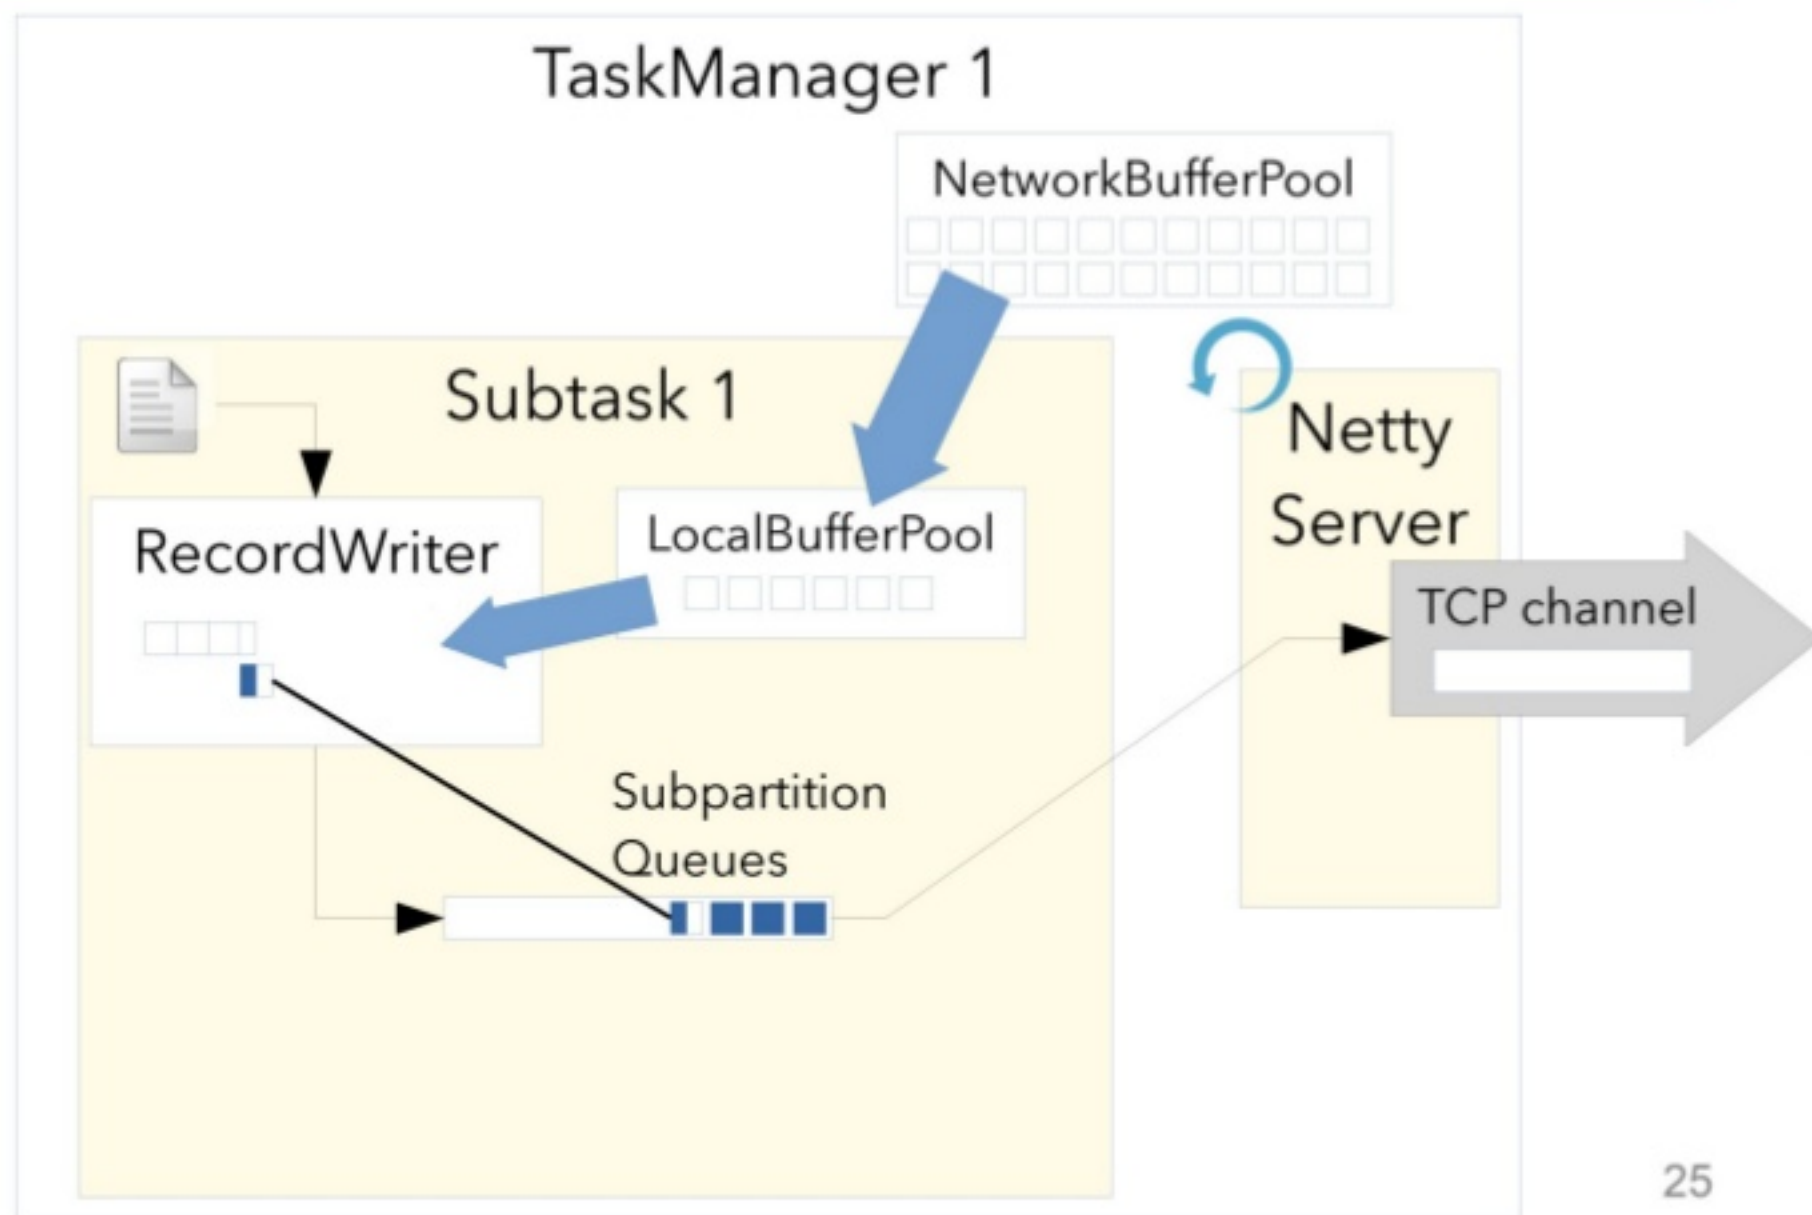 TaskManager 1
NetworkBufferPool
Subtask 1
Netty
Server
RecordWriter
LocalBufferPool
TCP channel
Subpartition
Queues
25